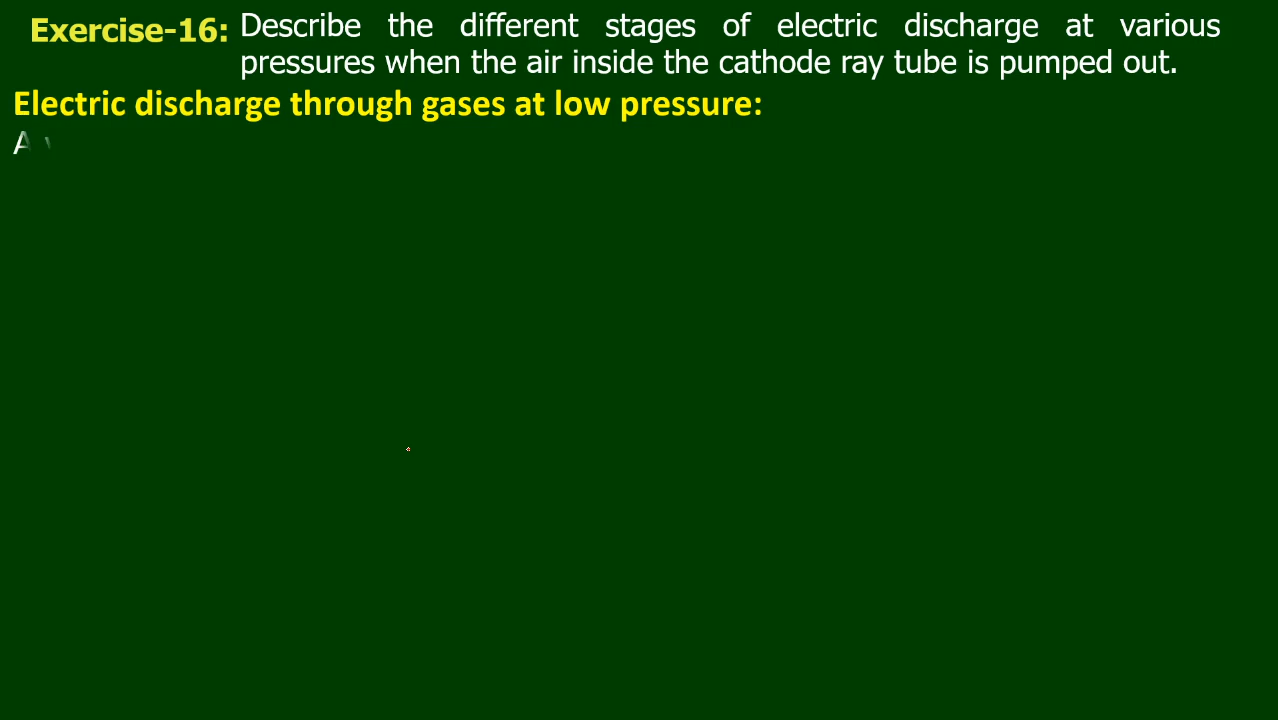 Exercise-16: Describe the different stages of electric discharge at various
pressures when the air inside the cathode ray tube is pumped out.
Electric discharge through gases at low pressure:
A